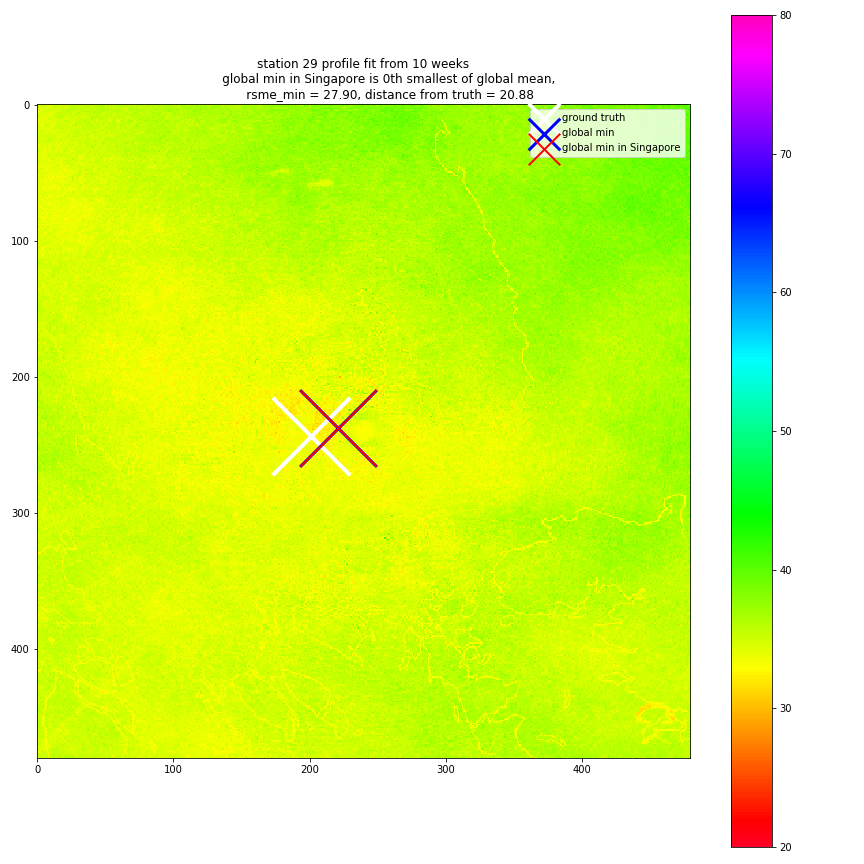 station 29 profile fit from 10 weeks
global min in Singapore is 0th smallest of global mean,
rsme_min = 27.90, distance from truth = 20.88
ground truth
global min
global min in Singapore
0
100
200
300
400
0 100 200 300 400
80
70
60
50
40
30
20